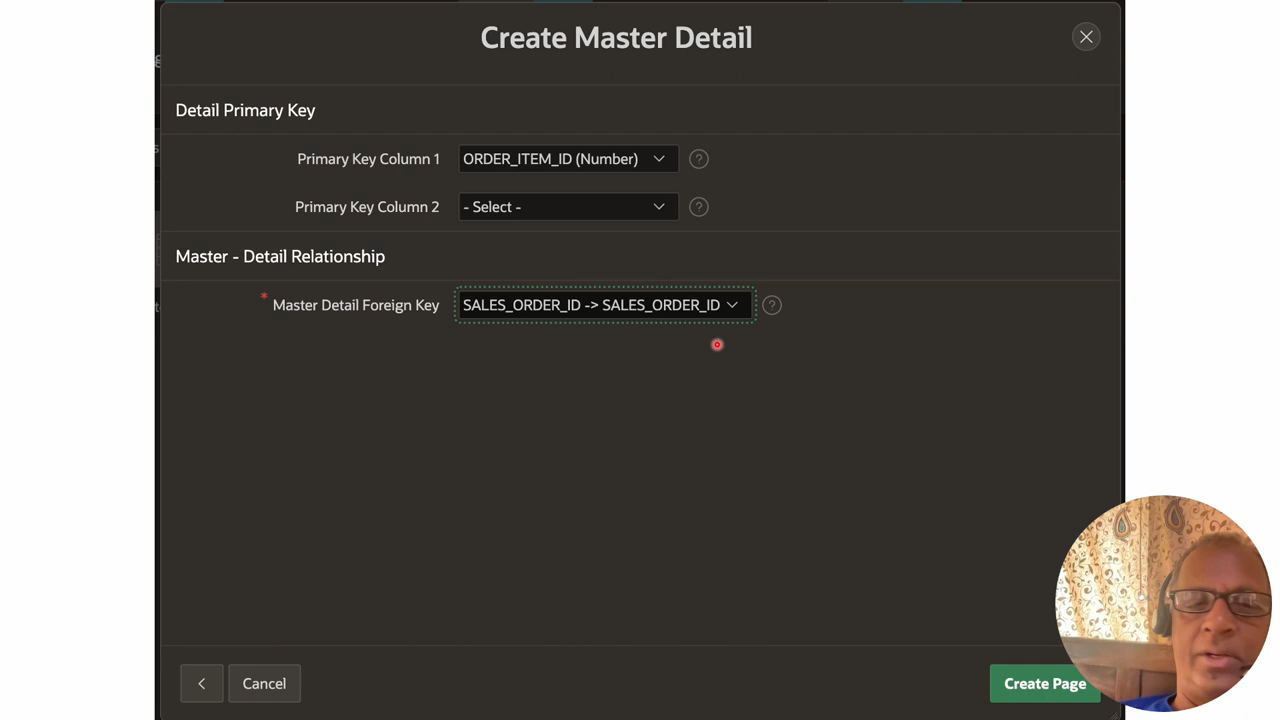 Create Master Detail
Detail Primary Key
Primary Key Column 1 ORDER_ITEM_ID (Number) ?
Primary Key Column 2 - Select - ?
Master - Detail Relationship
* Master Detail Foreign Key SALES_ORDER_ID -> SALES_ORDER_ID ?
Cancel Create Page